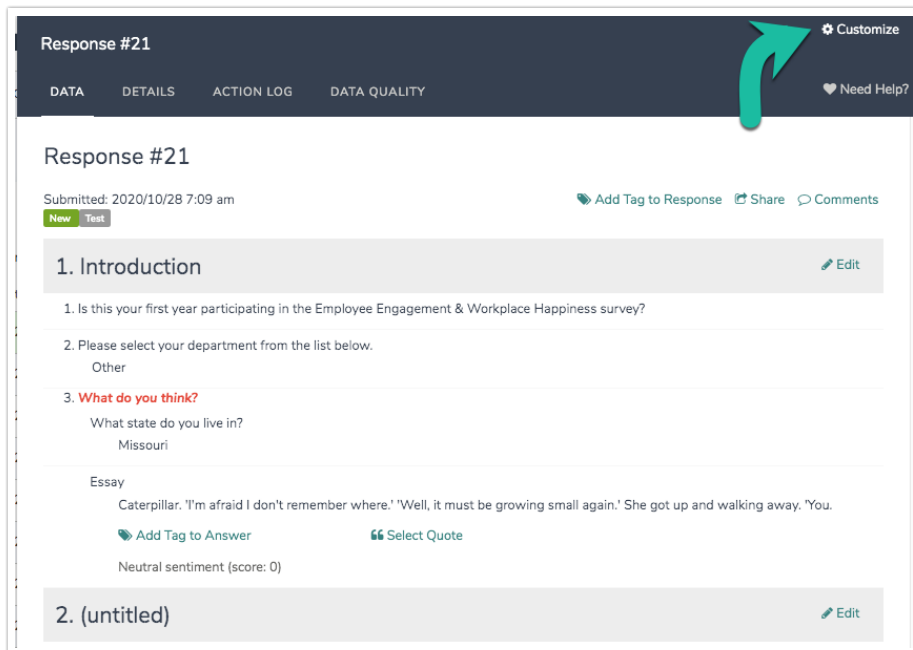 Response #21
Customize
DATA
DETAILS
ACTION LOG
DATA QUALITY
Need Help?
Response #21
Submitted: 2020/10/28 7:09 am
Add Tag to Response
Share
Comments
New
Test
1. Introduction
Edit
1. Is this your first year participating in the Employee Engagement & Workplace Happiness survey?
2. Please select your department from the list below.
Other
3. What do you think?
What state do you live in?
Missouri
Essay
Caterpillar. 'I'm afraid I don't remember where.' 'Well, it must be growing small again.' She got up and walking away. 'You.
Add Tag to Answer
Select Quote
Neutral sentiment (score: 0)
2. (untitled)
Edit